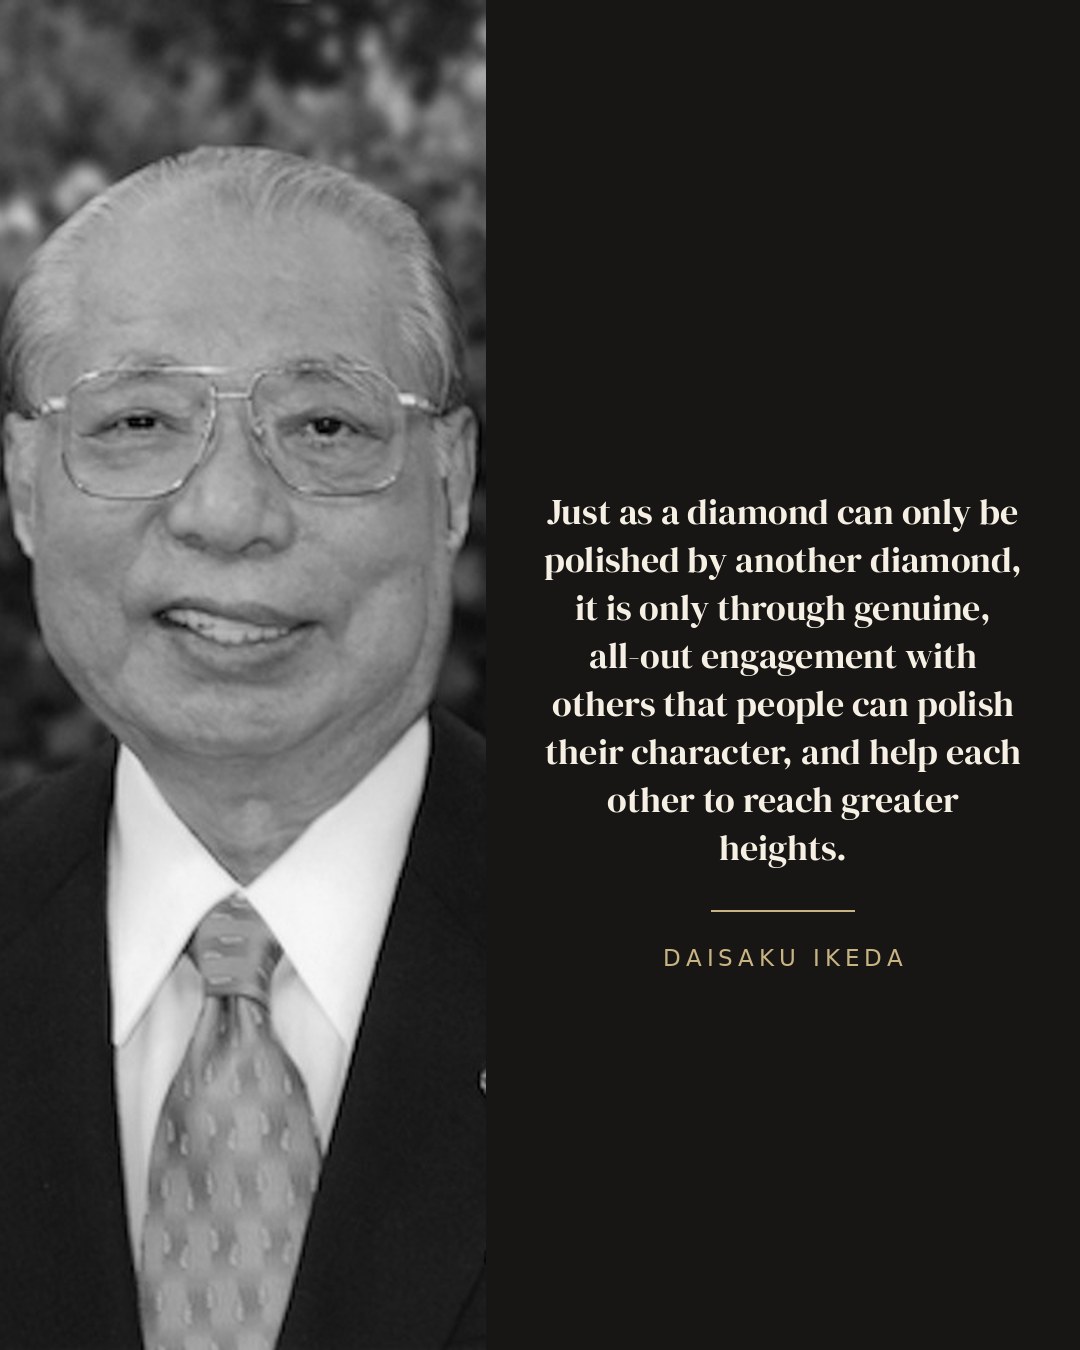 Just as a diamond can only be
polished by another diamond,
it is only through genuine,
all-out engagement with
others that people can polish
their character, and help each
other to reach greater
heights.
DAISAKU IKEDA